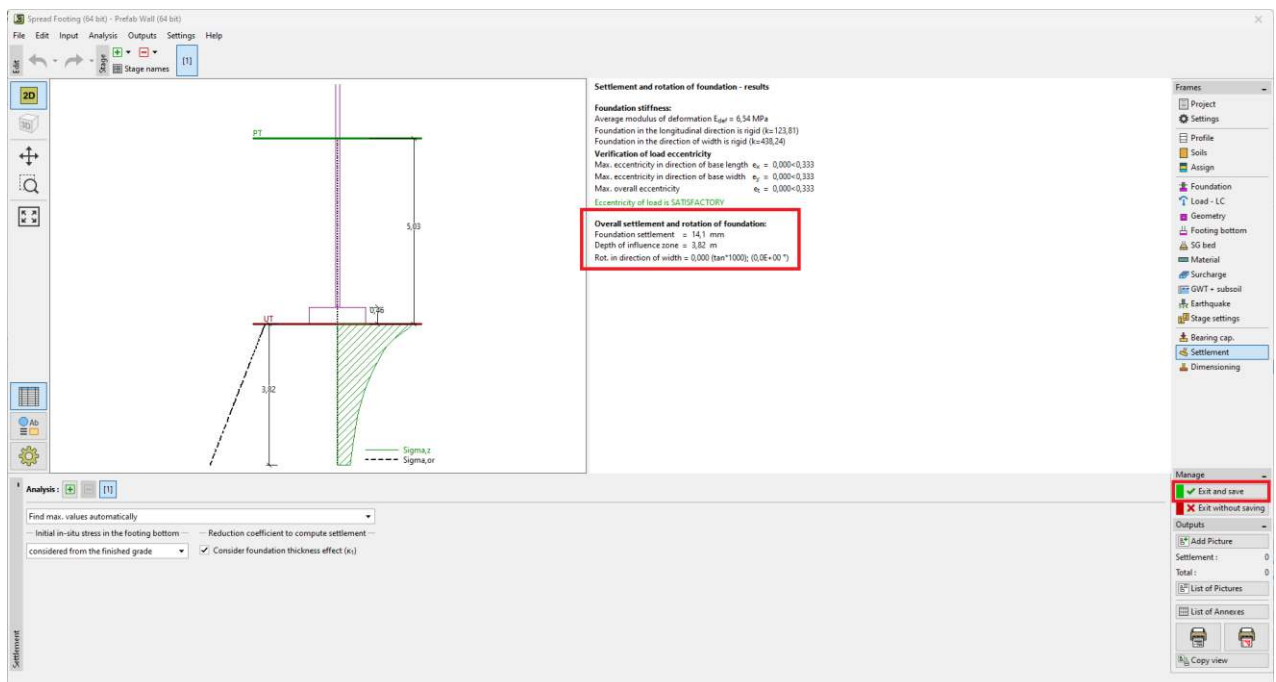 Spread Footing (64 bit) - Prefab Wall (64 bit)
File Edit Input Analysis Outputs Settings Help
Edit
Stage
Stage names
[1]
2D
3D
PT
5,03
0,46
UT
3,82
Sigma,z
Sigma,or
Settlement and rotation of foundation - results
Foundation stiffness:
Average modulus of deformation Edef = 6,54 MPa
Foundation in the longitudinal direction is rigid (k=123,81)
Foundation in the direction of width is rigid (k=438,24)
Verification of load eccentricity
Max. eccentricity in direction of base length ex = 0,000<0,333
Max. eccentricity in direction of base width ey = 0,000<0,333
Max. overall eccentricity et = 0,000<0,333
Eccentricity of load is SATISFACTORY
Overall settlement and rotation of foundation:
Foundation settlement = 14,1 mm
Depth of influence zone = 3,82 m
Rot. in direction of width = 0,000 (tan*1000); (0,0E+00 °)
Frames
Project
Settings
Profile
Soils
Assign
Foundation
Load - LC
Geometry
Footing bottom
SG bed
Material
Surcharge
GWT + subsoil
Earthquake
Stage settings
Bearing cap.
Settlement
Dimensioning
Ab
Analysis : [1]
Find max. values automatically
Initial in-situ stress in the footing bottom
considered from the finished grade
Reduction coefficient to compute settlement
Consider foundation thickness effect (κ1)
Settlement
Manage
Exit and save
Exit without saving
Outputs
Add Picture
Settlement : 0
Total : 0
List of Pictures
List of Annexes
Copy view